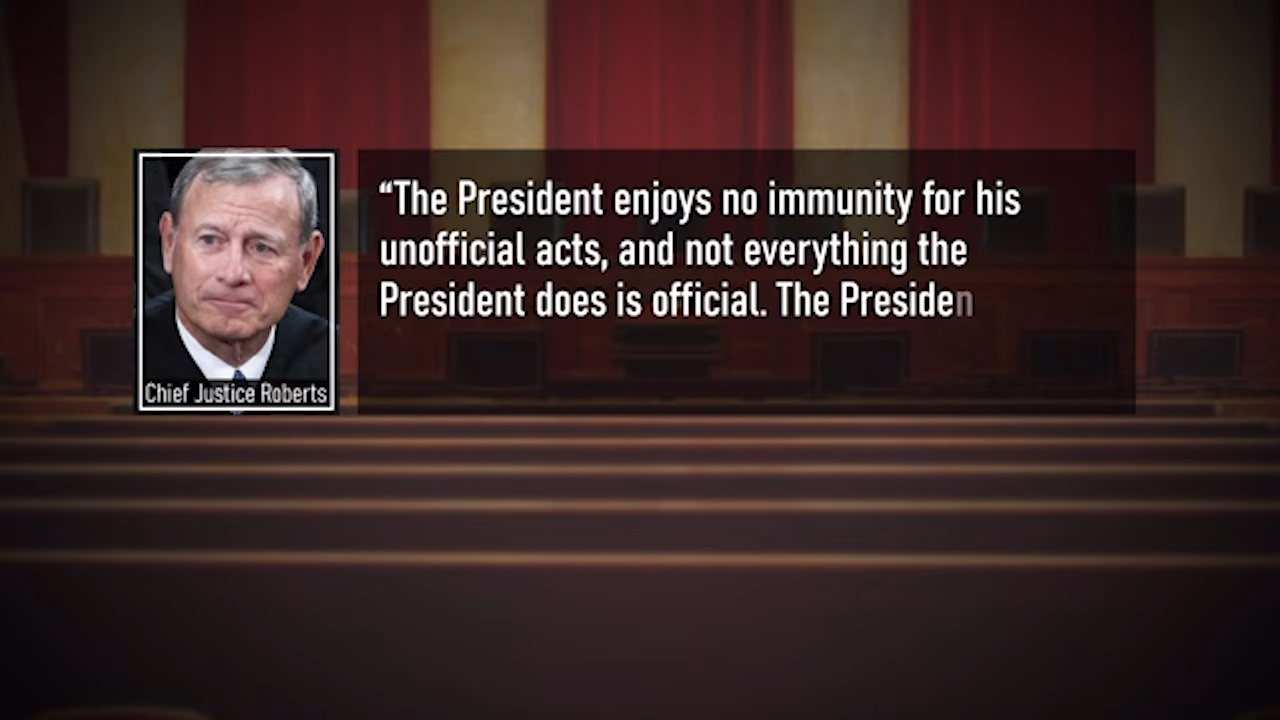 “The President enjoys no immunity for his
unofficial acts, and not everything the
President does is official. The Presiden
Chief Justice Roberts